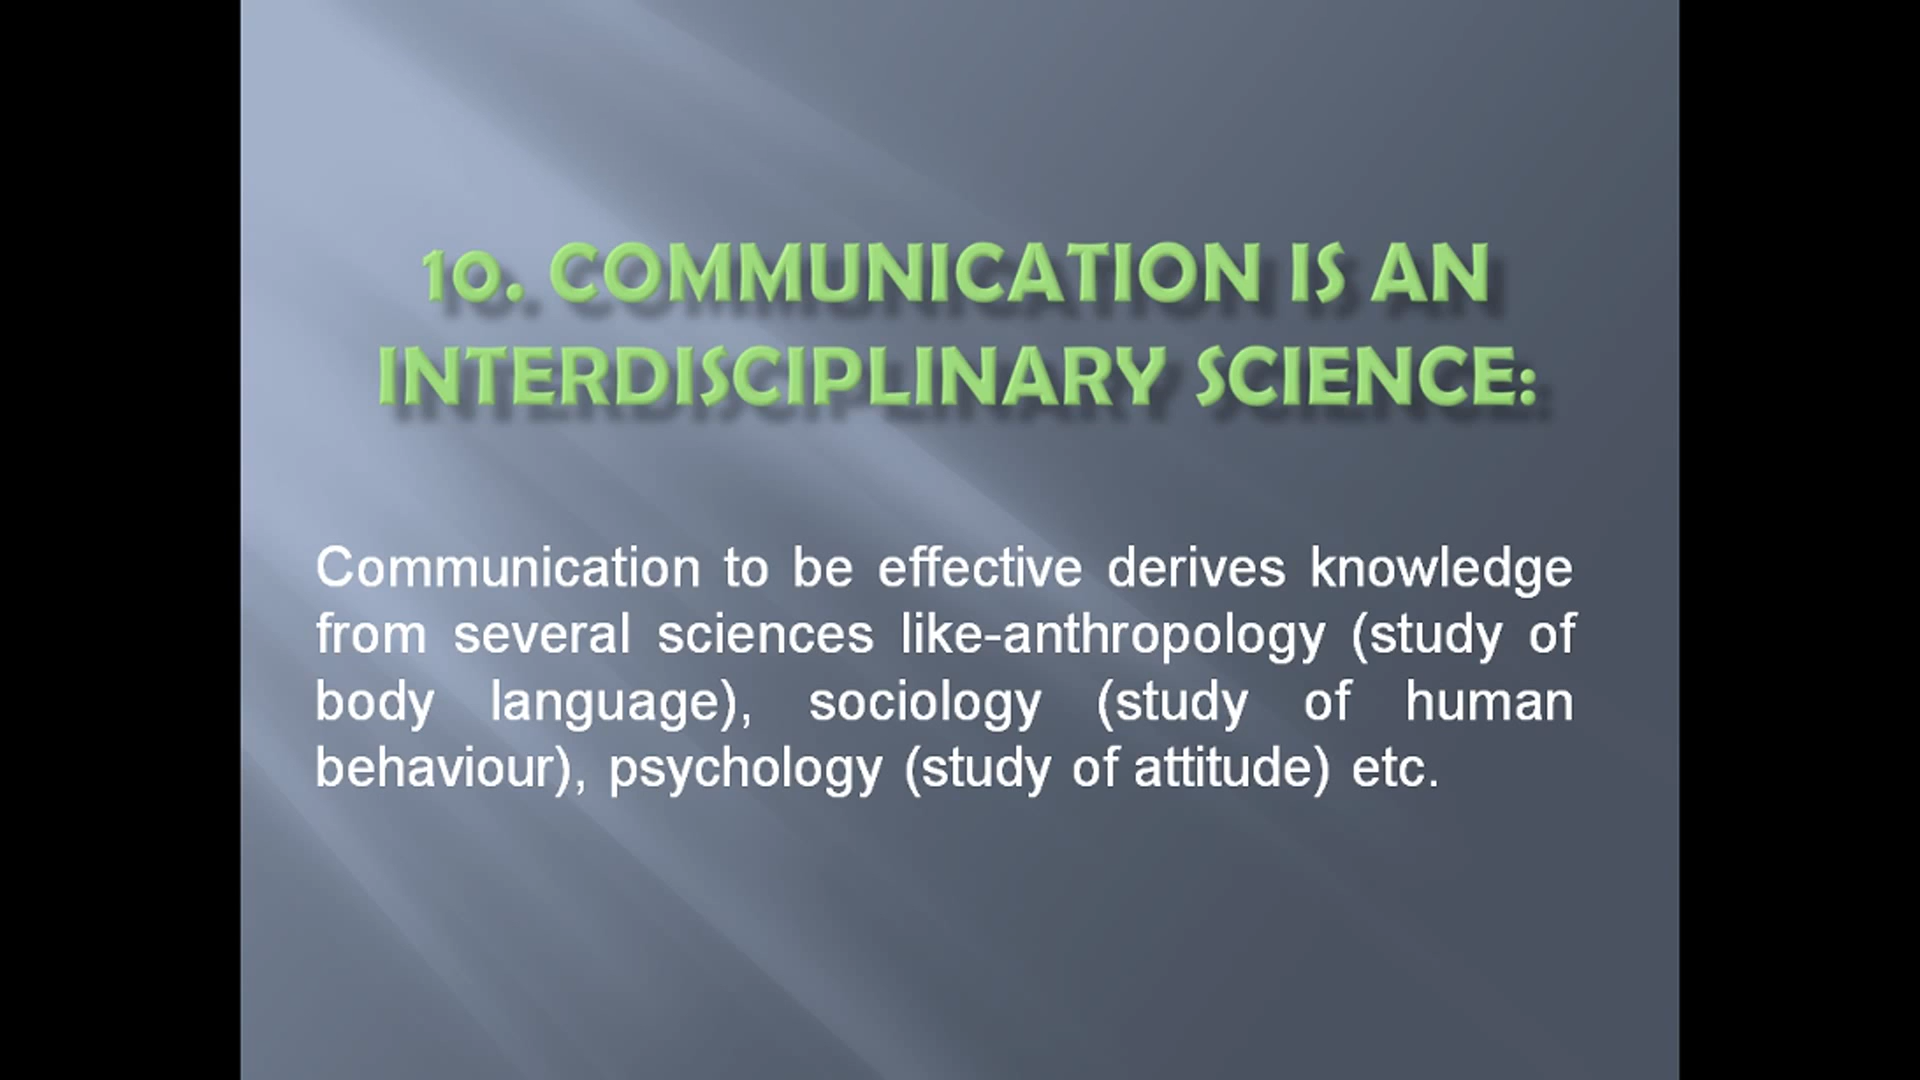 10. COMMUNICATION IS AN
INTERDISCIPLINARY SCIENCE:
Communication to be effective derives knowledge
from several sciences like-anthropology (study of
body language), sociology (study of human
behaviour), psychology (study of attitude) etc.